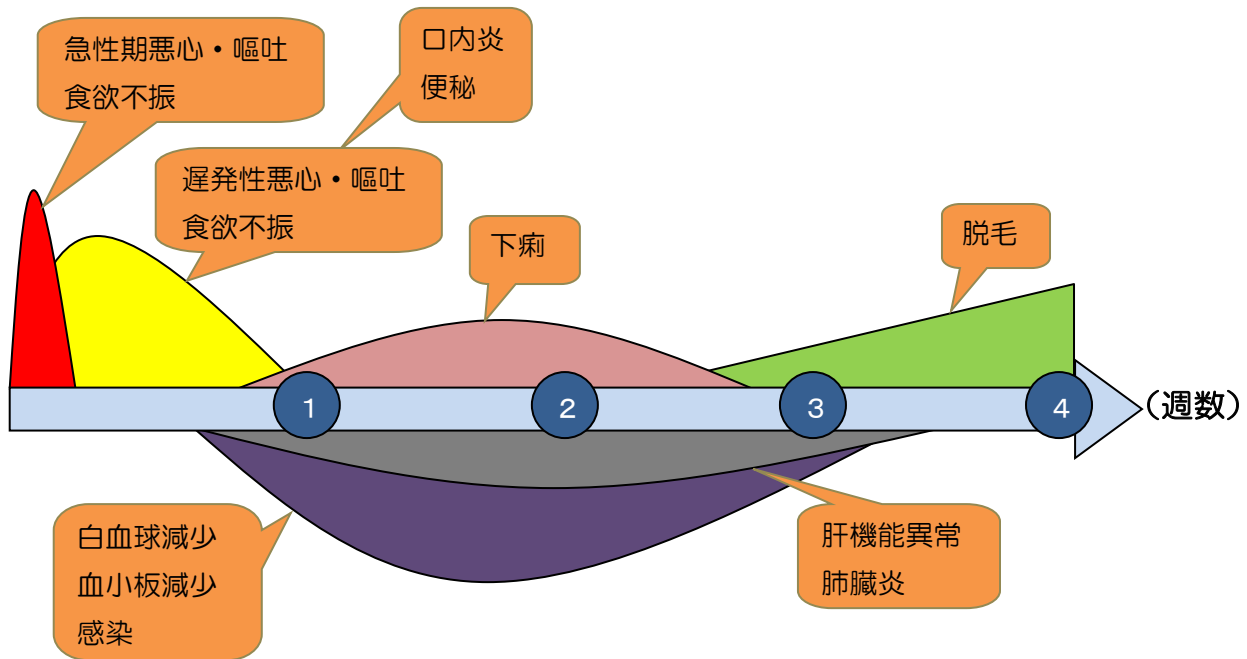 急性期悪心・嘔吐
食欲不振
口内炎
便秘
遅発性悪心・嘔吐
食欲不振
下痢
脱毛
1
2
3
4
(週数)
白血球減少
血小板減少
感染
肝機能異常
肺臓炎